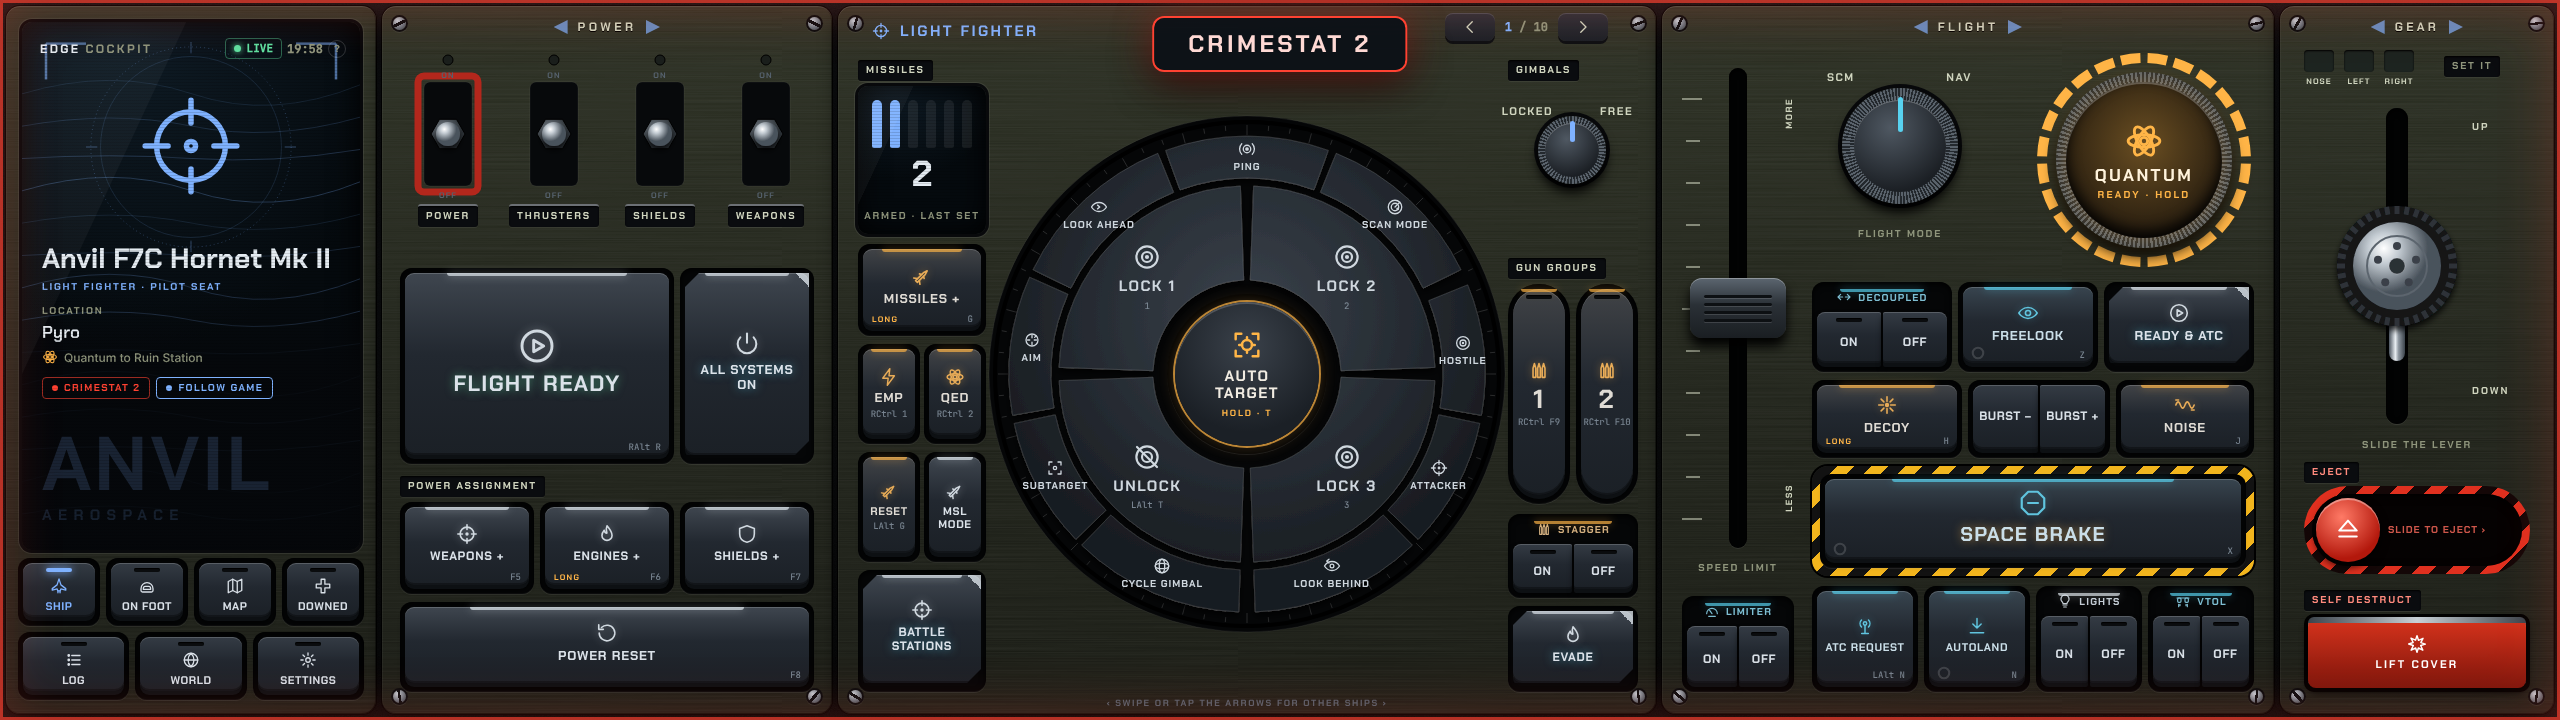 EDGE COCKPIT
LIVE
19:58
?
Anvil F7C Hornet Mk II
LIGHT FIGHTER · PILOT SEAT
LOCATION
Pyro
Quantum to Ruin Station
CRIMESTAT 2
FOLLOW GAME
ANVIL
AEROSPACE
SHIP
ON FOOT
MAP
DOWNED
LOG
WORLD
SETTINGS
POWER
ON
ON
ON
ON
OFF
OFF
OFF
OFF
POWER
THRUSTERS
SHIELDS
WEAPONS
FLIGHT READY
RAlt R
ALL SYSTEMS
ON
POWER ASSIGNMENT
WEAPONS +
F5
ENGINES +
LONG
F6
SHIELDS +
F7
POWER RESET
F8
LIGHT FIGHTER
CRIMESTAT 2
1 / 10
MISSILES
2
ARMED · LAST SET
MISSILES +
LONG
G
EMP
RCtrl 1
QED
RCtrl 2
RESET
LAlt G
MSL
MODE
BATTLE
STATIONS
PING
LOOK AHEAD
SCAN MODE
AIM
HOSTILE
SUBTARGET
ATTACKER
CYCLE GIMBAL
LOOK BEHIND
LOCK 1
1
LOCK 2
2
AUTO
TARGET
HOLD · T
UNLOCK
LAlt T
LOCK 3
3
‹ SWIPE OR TAP THE ARROWS FOR OTHER SHIPS ›
GIMBALS
LOCKED
FREE
GUN GROUPS
1
RCtrl F9
2
RCtrl F10
STAGGER
ON
OFF
EVADE
FLIGHT
MORE
LESS
SPEED LIMIT
LIMITER
ON
OFF
SCM
NAV
FLIGHT MODE
QUANTUM
READY · HOLD
DECOUPLED
ON
OFF
FREELOOK
Z
READY & ATC
DECOY
LONG
H
BURST −
BURST +
NOISE
J
SPACE BRAKE
X
ATC REQUEST
LAlt N
AUTOLAND
N
LIGHTS
ON
OFF
VTOL
ON
OFF
GEAR
NOSE
LEFT
RIGHT
SET IT
UP
DOWN
SLIDE THE LEVER
EJECT
SLIDE TO EJECT ›
SELF DESTRUCT
LIFT COVER